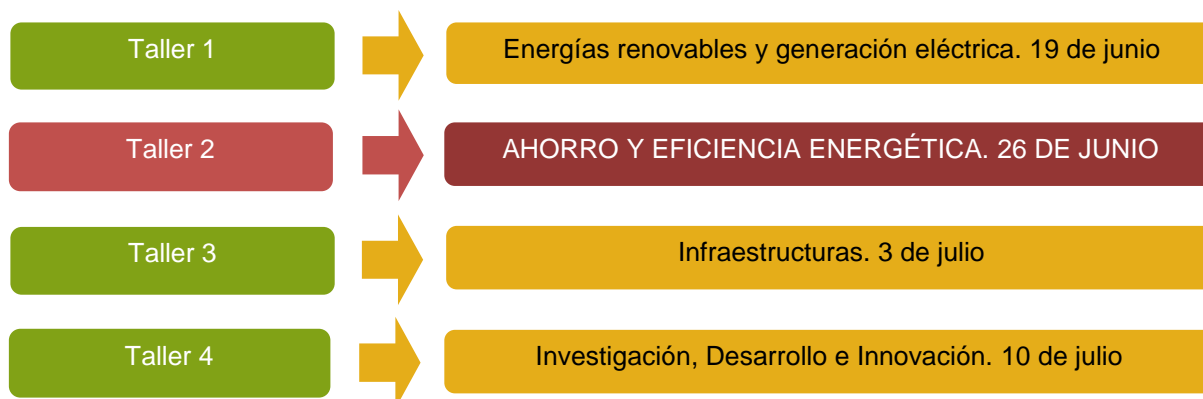 Taller 1
Energías renovables y generación eléctrica. 19 de junio
Taller 2
AHORRO Y EFICIENCIA ENERGÉTICA. 26 DE JUNIO
Taller 3
Infraestructuras. 3 de julio
Taller 4
Investigación, Desarrollo e Innovación. 10 de julio